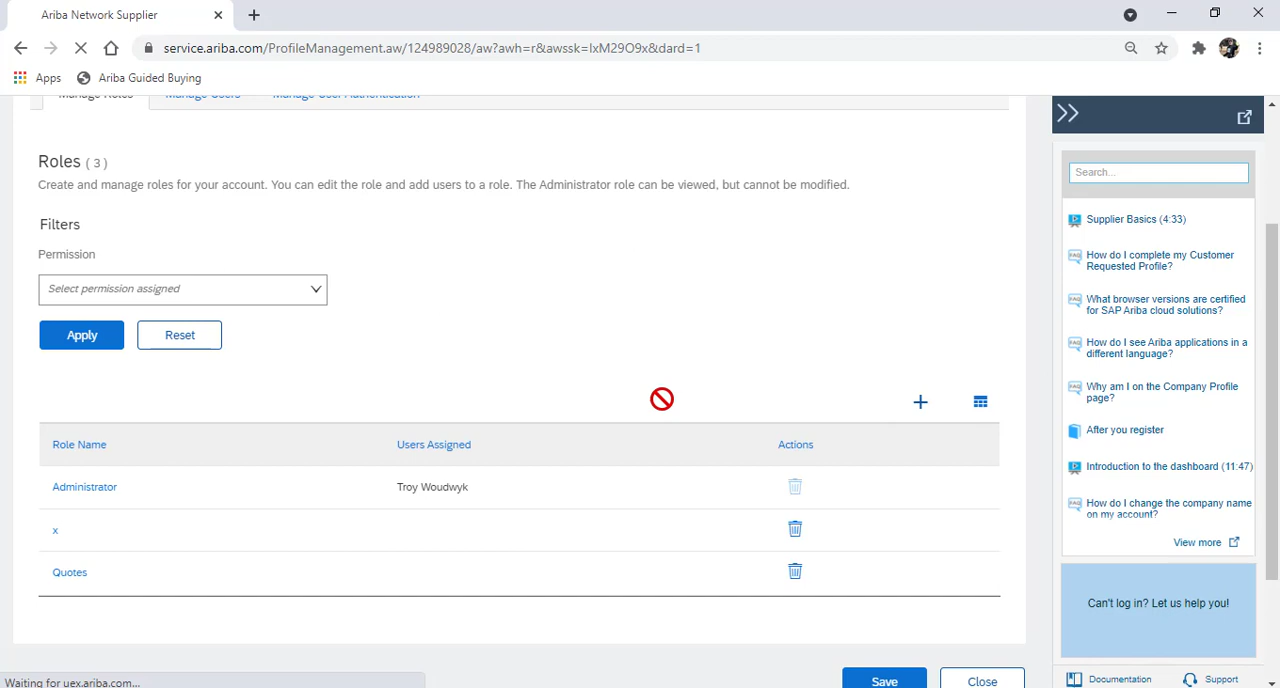 Ariba Network Supplier
service.ariba.com/ProfileManagement.aw/124989028/aw?awh=r&awssk=IxM29O9x&dard=1
Apps
Ariba Guided Buying
Manage Roles
Manage Users
Manage User Authentication
Roles ( 3 )
Create and manage roles for your account. You can edit the role and add users to a role. The Administrator role can be viewed, but cannot be modified.
Filters
Permission
Select permission assigned
Apply
Reset
Role Name
Users Assigned
Actions
Administrator
Troy Woudwyk
x
Quotes
Save
Close
Search...
Supplier Basics (4:33)
FAQ
How do I complete my Customer
Requested Profile?
FAQ
What browser versions are certified
for SAP Ariba cloud solutions?
FAQ
How do I see Ariba applications in a
different language?
FAQ
Why am I on the Company Profile
page?
After you register
Introduction to the dashboard (11:47)
FAQ
How do I change the company name
on my account?
View more
Can't log in? Let us help you!
Documentation
Support
Waiting for uex.ariba.com...